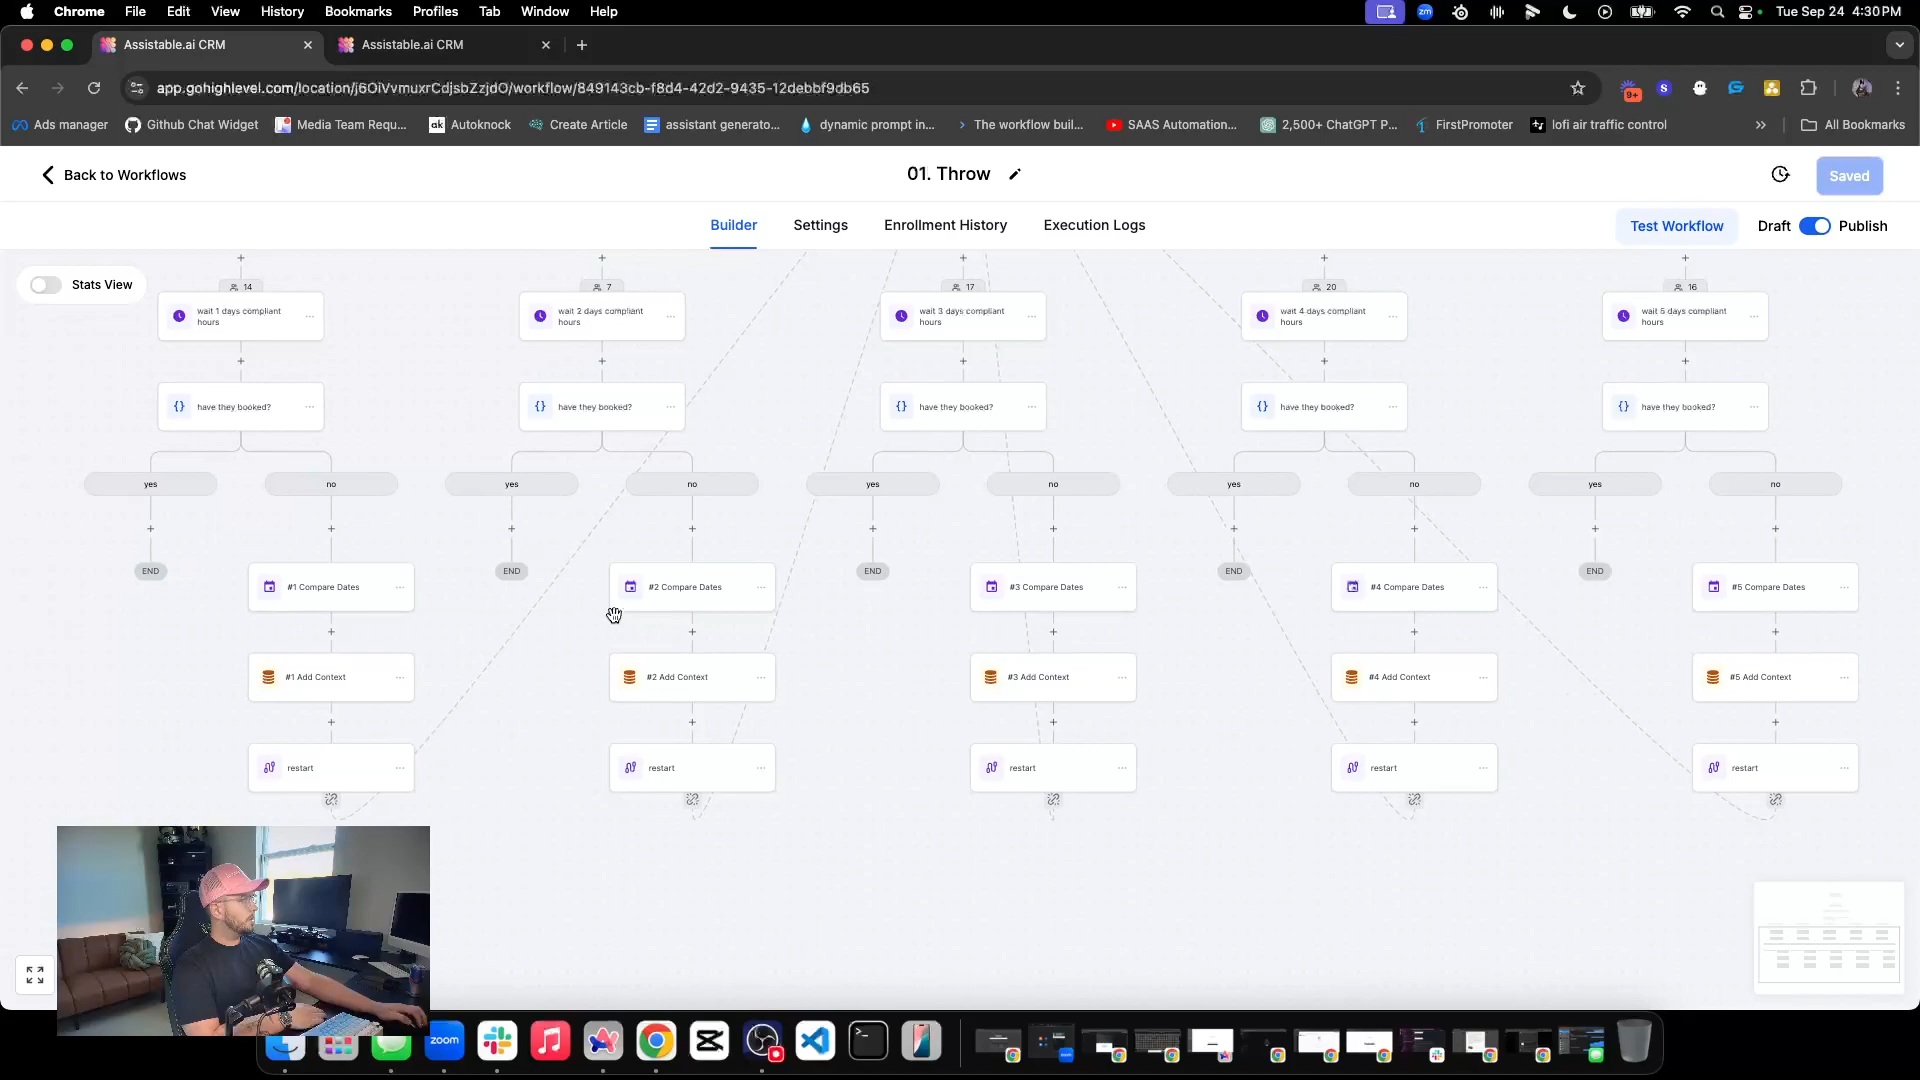 Chrome File Edit View History Bookmarks Profiles Tab Window Help
zm
Tue Sep 24 4:30 PM
Assistable.ai CRM
Assistable.ai CRM
app.gohighlevel.com/location/j6OiVvmuxrCdjsbZzjdO/workflow/849143cb-f8d4-42d2-9435-12debbf9db65
9+
S
Ads manager
Github Chat Widget
Media Team Requ...
ak Autoknock
Create Article
assistant generato...
dynamic prompt in...
The workflow buil...
SAAS Automation...
2,500+ ChatGPT P...
FirstPromoter
lofi air traffic control
All Bookmarks
Back to Workflows
01. Throw
Saved
Builder Settings Enrollment History Execution Logs
Test Workflow
Draft Publish
Stats View
14 7 17 20 16
wait 1 days compliant hours
wait 2 days compliant hours
wait 3 days compliant hours
wait 4 days compliant hours
wait 5 days compliant hours
have they booked? have they booked? have they booked? have they booked? have they booked?
yes no yes no yes no yes no yes no
END END END END END
#1 Compare Dates #2 Compare Dates #3 Compare Dates #4 Compare Dates #5 Compare Dates
#1 Add Context #2 Add Context #3 Add Context #4 Add Context #5 Add Context
restart restart restart restart restart
zoom